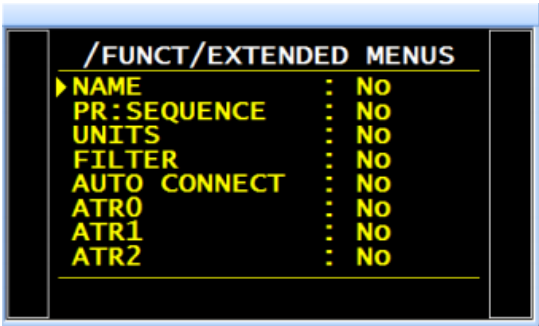 /FUNCT/EXTENDED MENUS
NAME : No
PR:SEQUENCE : No
UNITS : No
FILTER : No
AUTO CONNECT : No
ATR0 : No
ATR1 : No
ATR2 : No